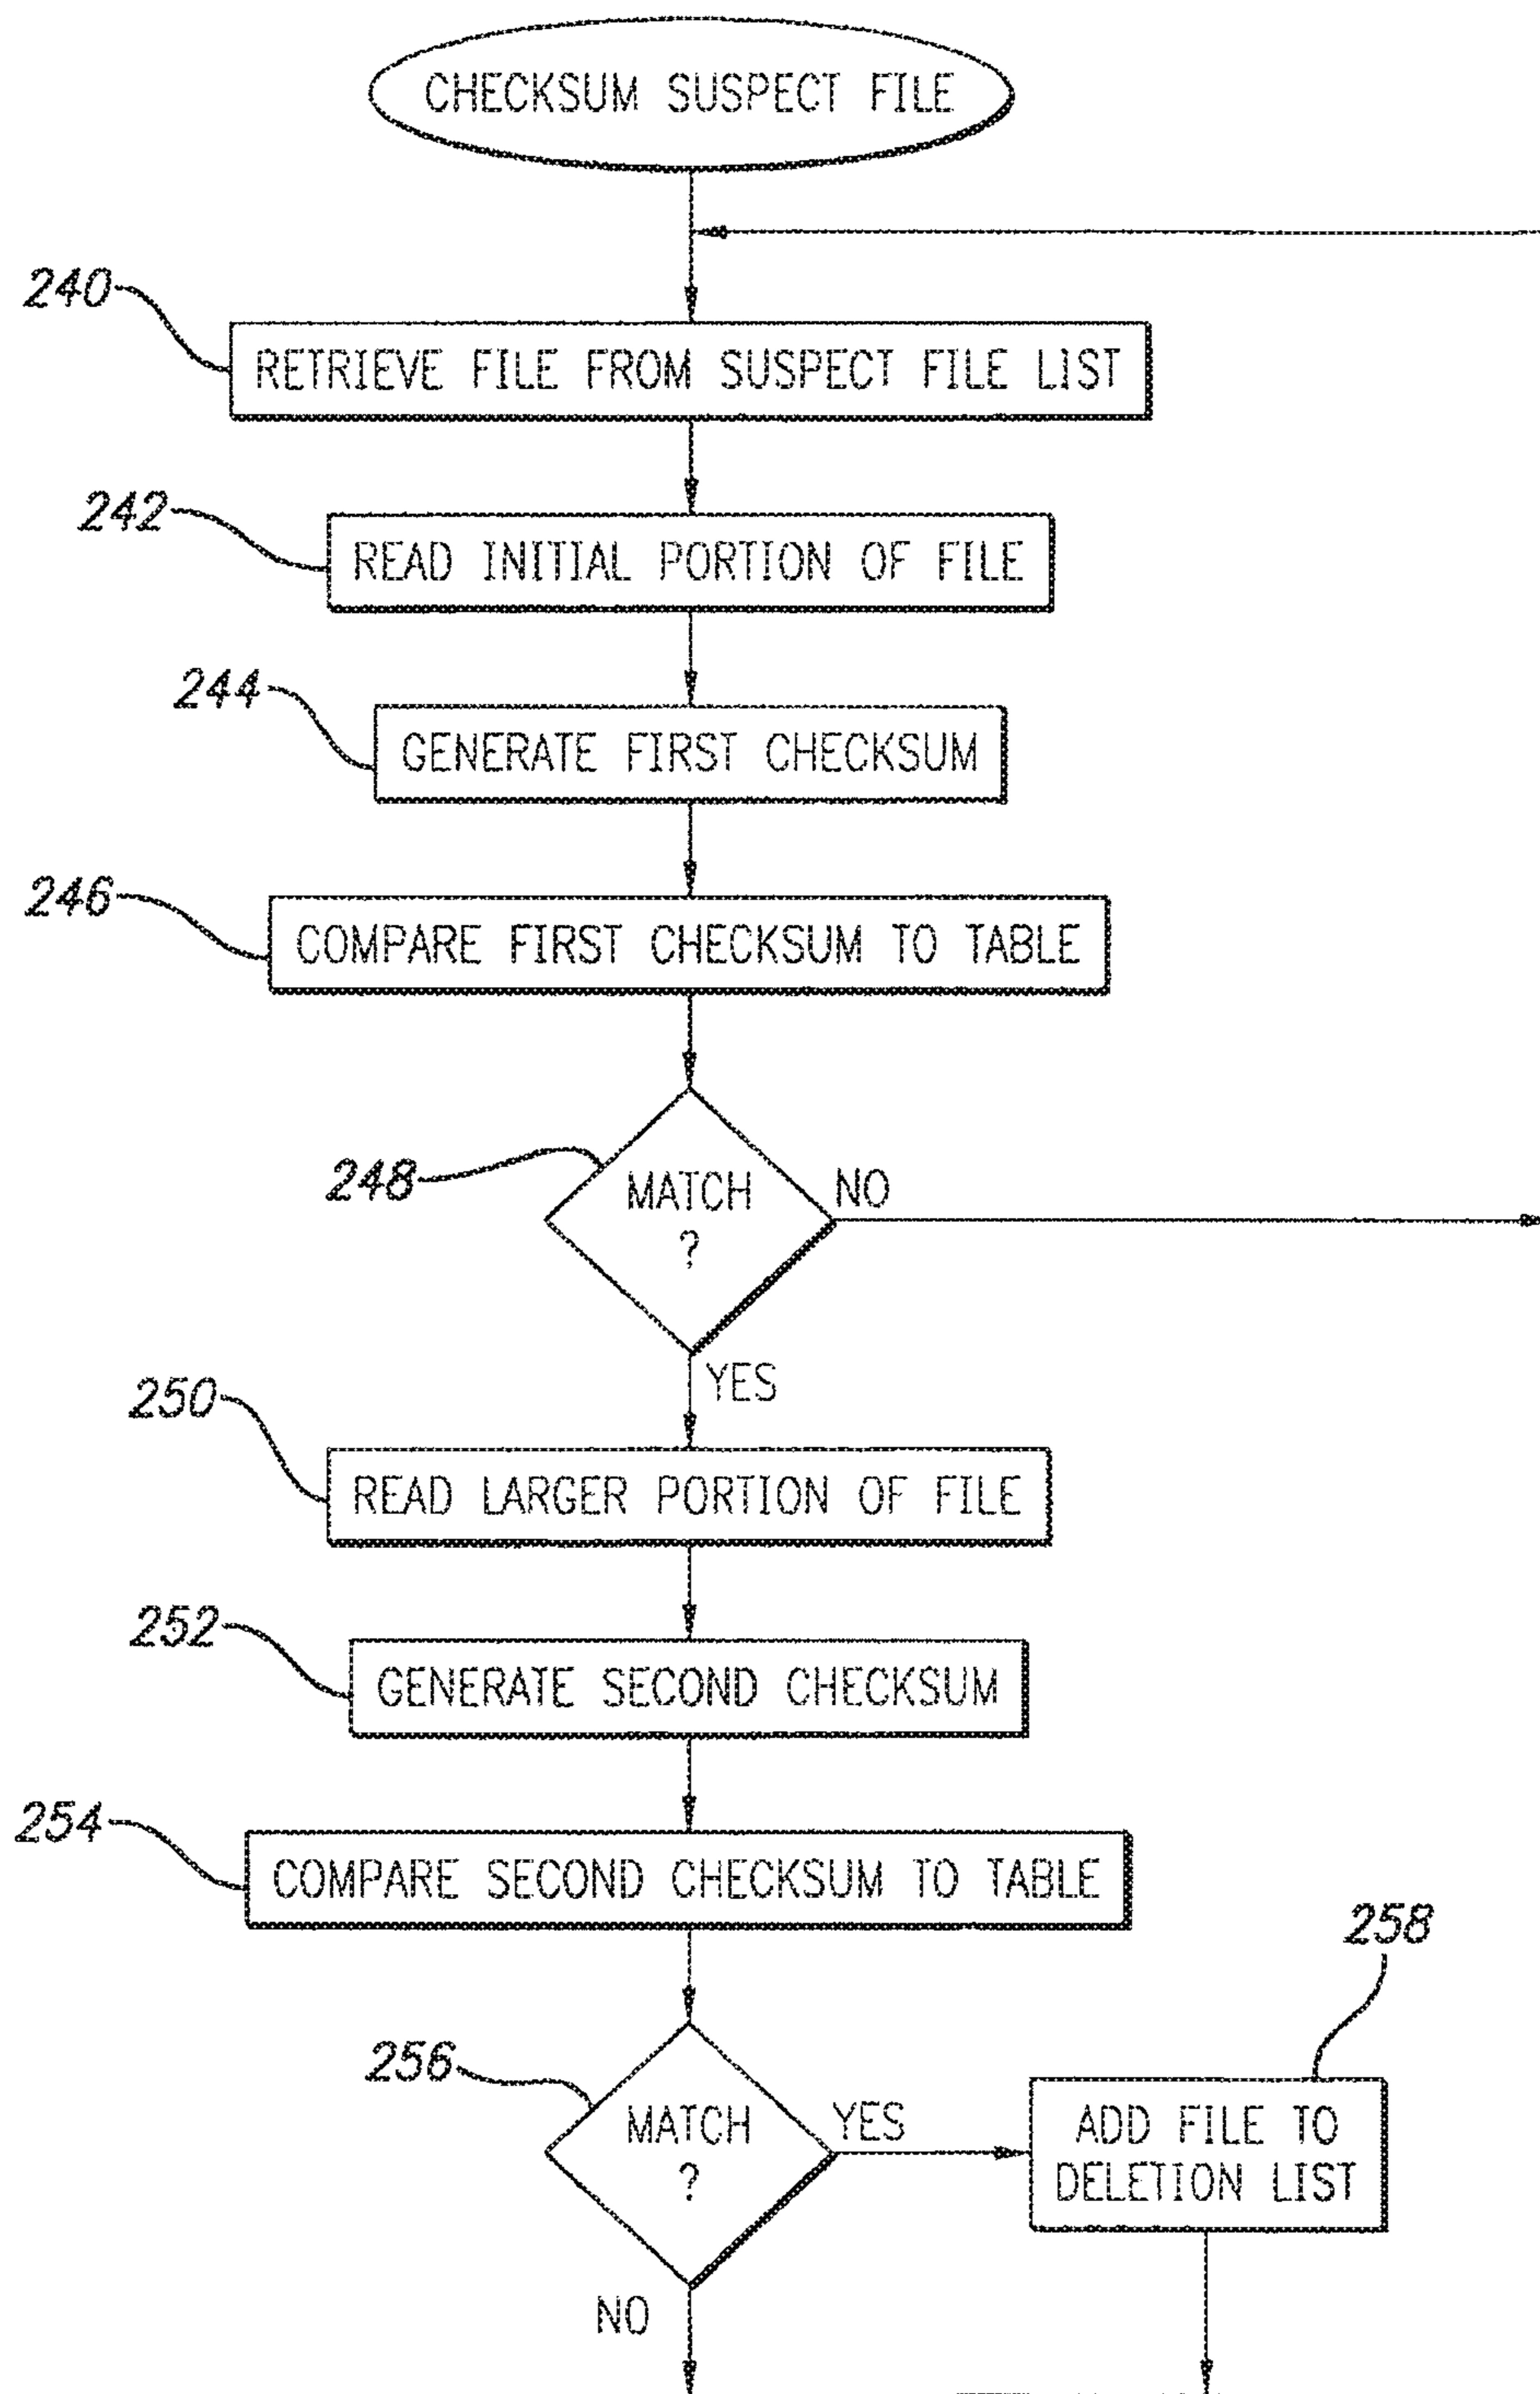 CHECKSUM SUSPECT FILE
240
RETRIEVE FILE FROM SUSPECT FILE LIST
242
READ INITIAL PORTION OF FILE
244
GENERATE FIRST CHECKSUM
246
COMPARE FIRST CHECKSUM TO TABLE
248
MATCH
?
NO
YES
250
READ LARGER PORTION OF FILE
252
GENERATE SECOND CHECKSUM
254
COMPARE SECOND CHECKSUM TO TABLE
256
MATCH
?
YES
258
ADD FILE TO
DELETION LIST
NO